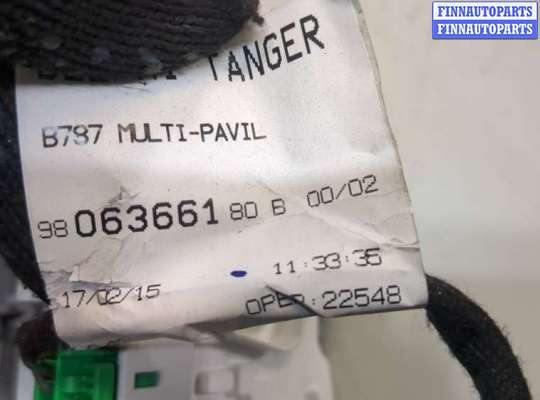 FINNAUTOPARTS
FINNAUTOPARTS
TANGER
B787 MULTI-PAVIL
98 063661 80 B 00/02
17/02/15 11:33:35
OPER:22548